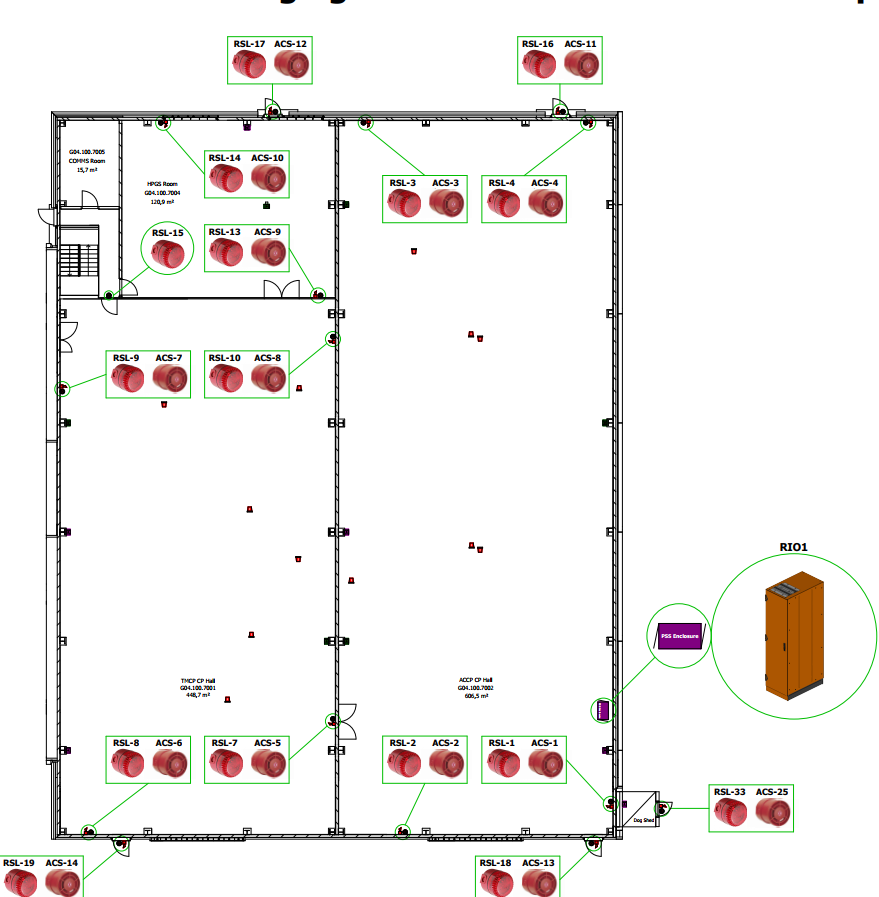 RSL-17 ACS-12
RSL-16 ACS-11
G04.100.7005
COMMS Room
15,7 m²
HPGS Room
G04.100.7004
120,9 m²
RSL-14 ACS-10
RSL-3 ACS-3
RSL-4 ACS-4
RSL-15
RSL-13 ACS-9
RSL-9 ACS-7
RSL-10 ACS-8
RIO1
PSS Enclosure
TMCP CP Hall
G04.100.7001
448,7 m²
ACCP CP Hall
G04.100.7002
606,5 m²
RSL-8 ACS-6
RSL-7 ACS-5
RSL-2 ACS-2
RSL-1 ACS-1
RSL-33 ACS-25
Dog Shed
RSL-19 ACS-14
RSL-18 ACS-13